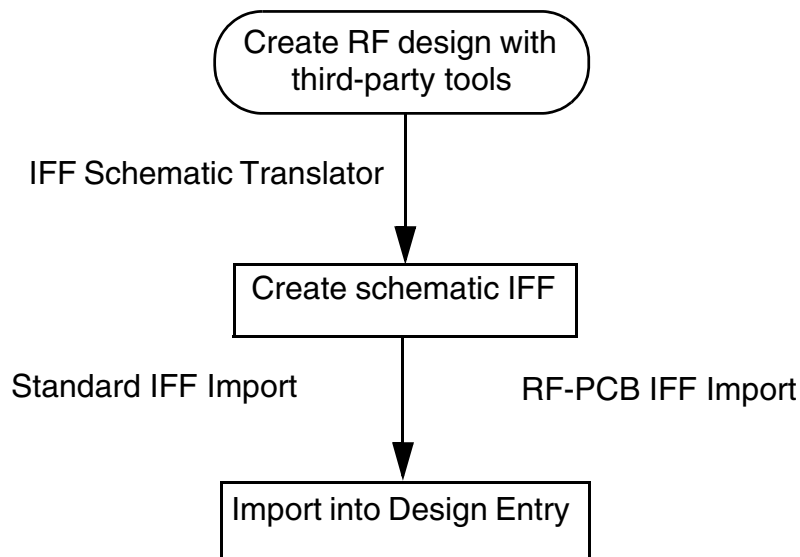 Create RF design with
third-party tools
IFF Schematic Translator
Create schematic IFF
Standard IFF Import
RF-PCB IFF Import
Import into Design Entry